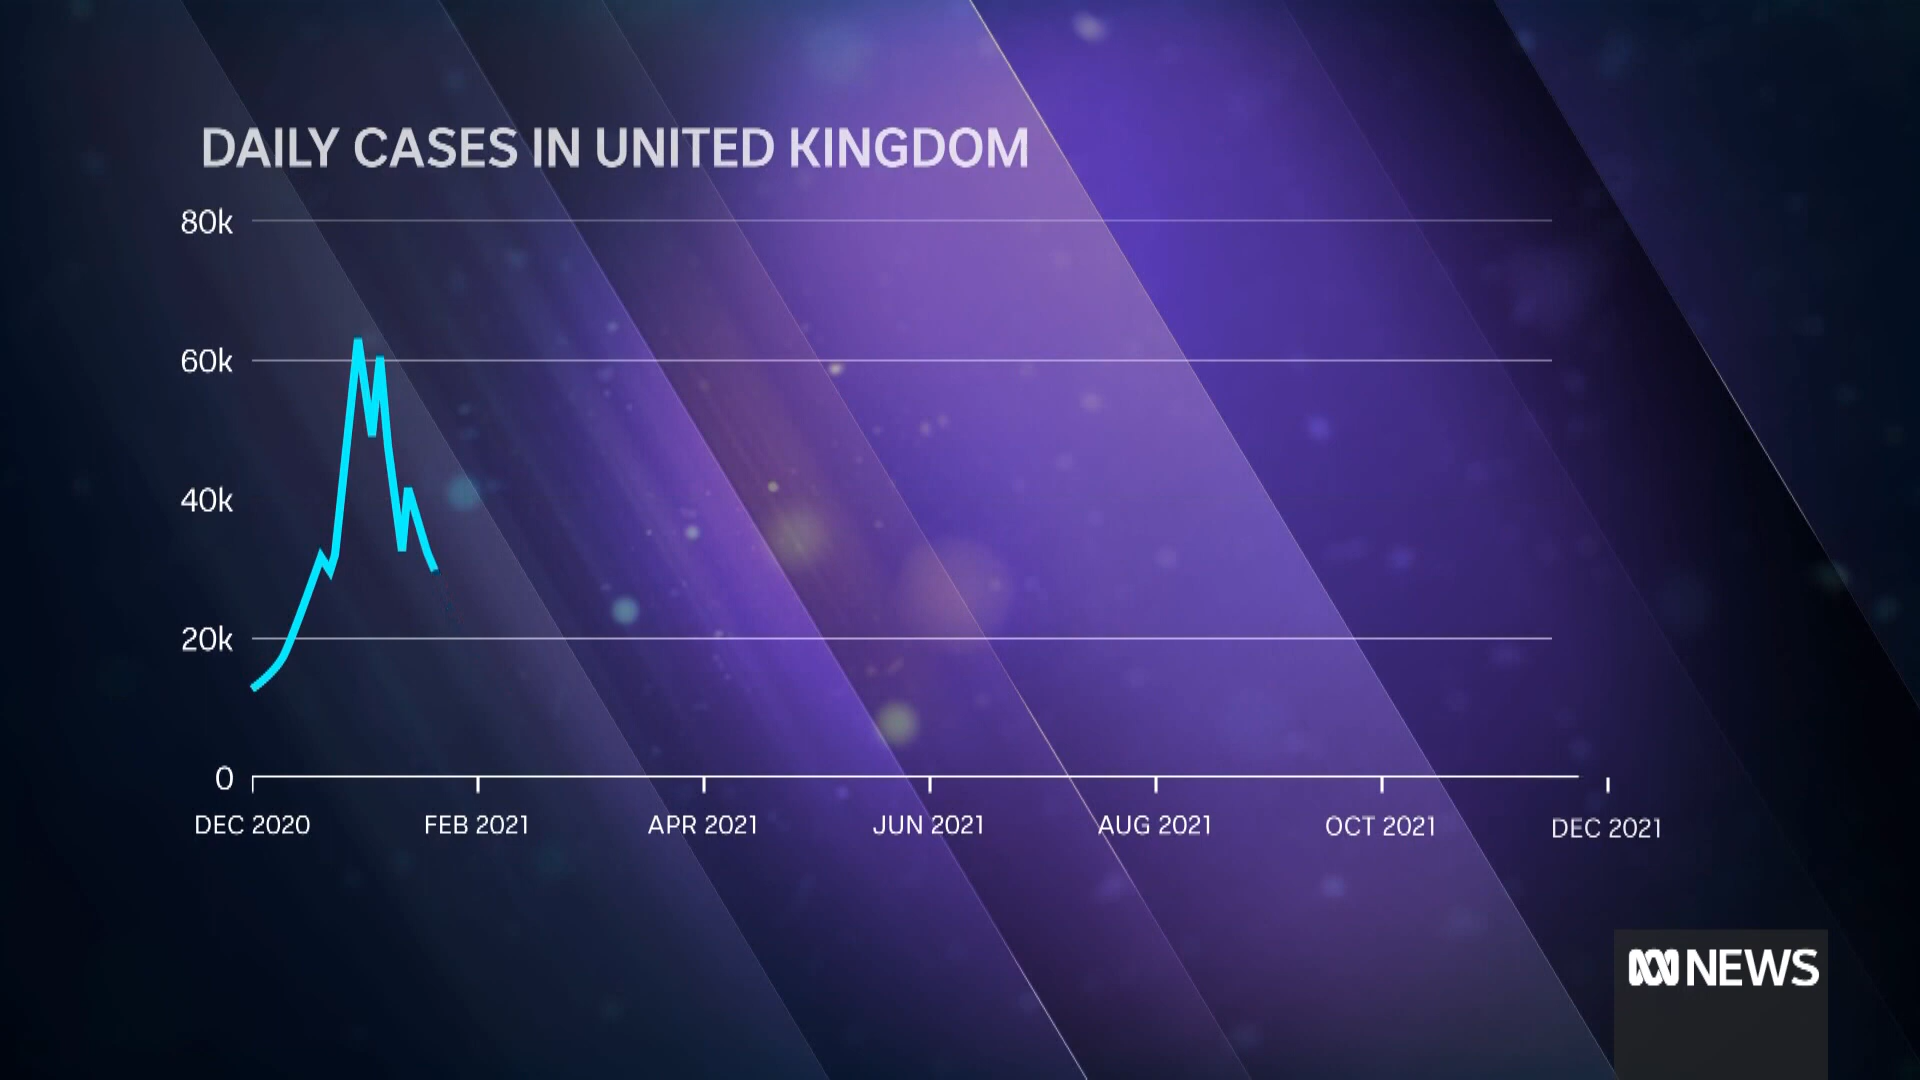 DAILY CASES IN UNITED KINGDOM
80k
60k
40k
20k
0
DEC 2020 FEB 2021 APR 2021 JUN 2021 AUG 2021 OCT 2021 DEC 2021
NEWS